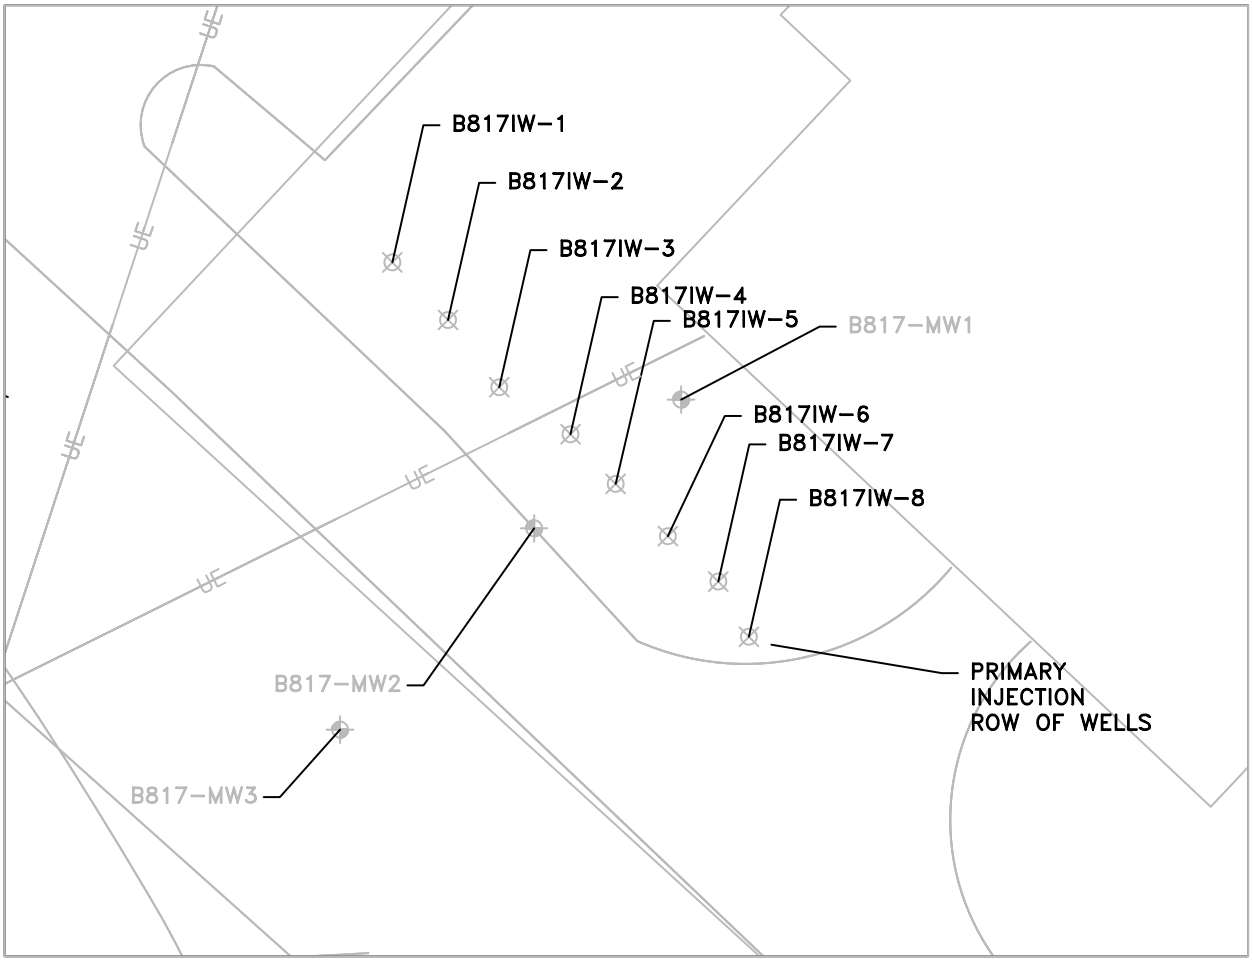 UE
B817IW-1
B817IW-2
UE
B817IW-3
B817IW-4
B817IW-5
B817-MW1
UE
B817IW-6
B817IW-7
UE
UE
B817IW-8
UE
PRIMARY
INJECTION
ROW OF WELLS
B817-MW2
B817-MW3